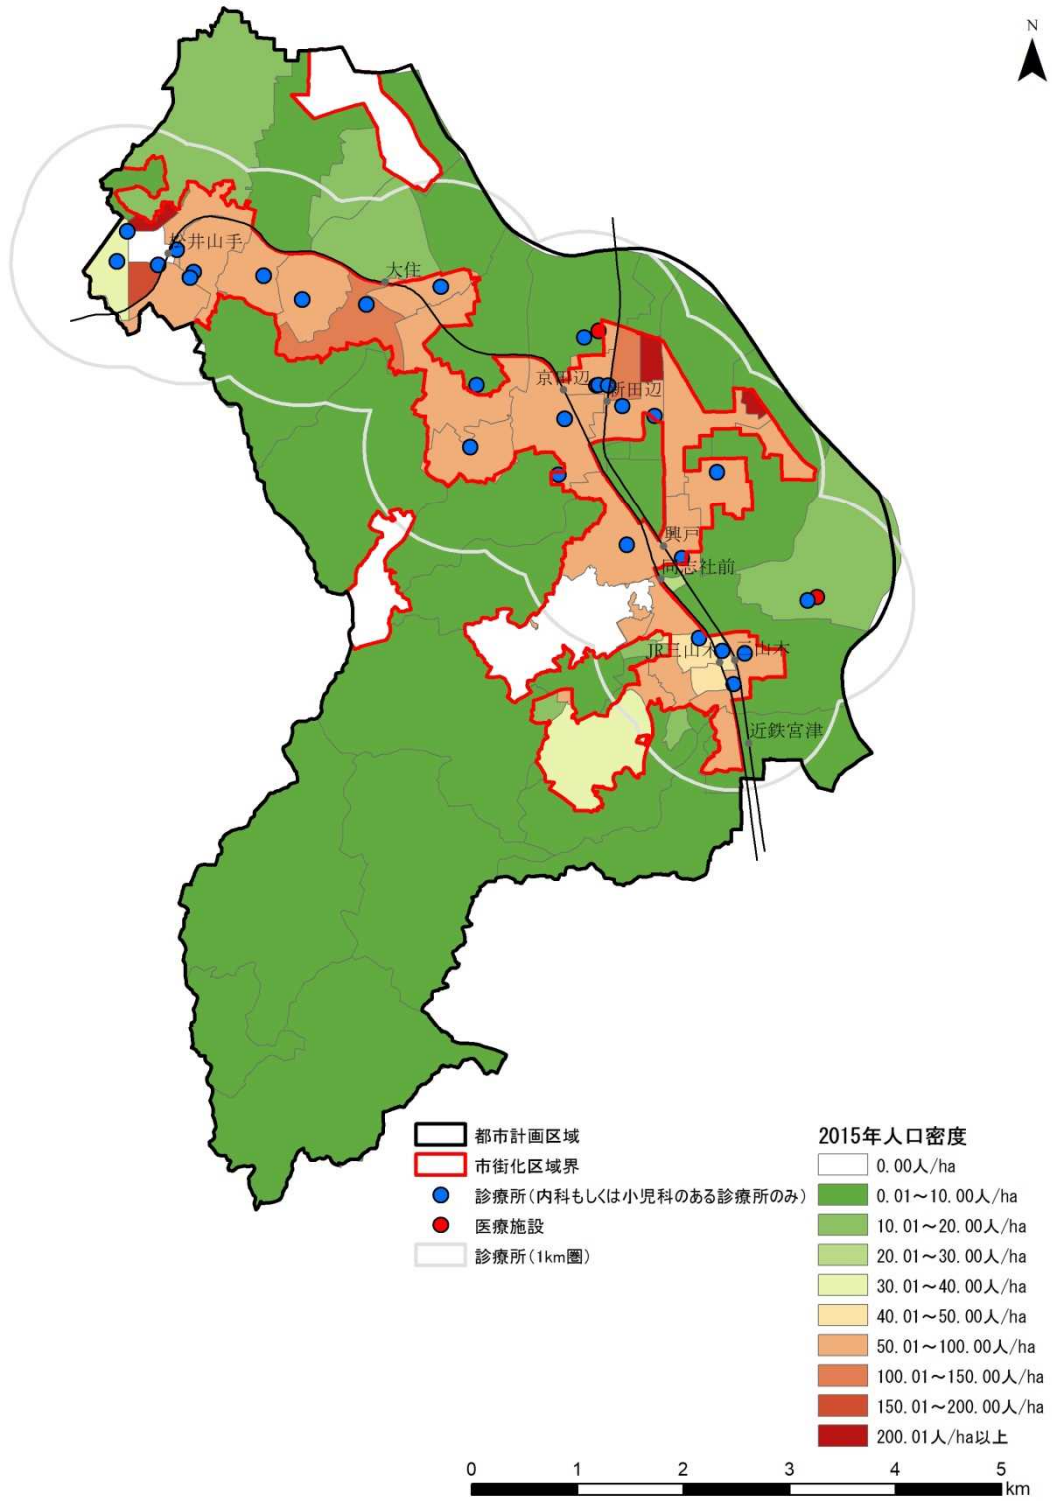 N
松井山手
大住
京田辺
新田辺
興戸
同志社前
JR三山木
三山木
近鉄宮津
都市計画区域
市街化区域界
診療所(内科もしくは小児科のある診療所のみ)
医療施設
診療所(1km圏)
2015年人口密度
0.00人/ha
0.01～10.00人/ha
10.01～20.00人/ha
20.01～30.00人/ha
30.01～40.00人/ha
40.01～50.00人/ha
50.01～100.00人/ha
100.01～150.00人/ha
150.01～200.00人/ha
200.01人/ha以上
0 1 2 3 4 5
km